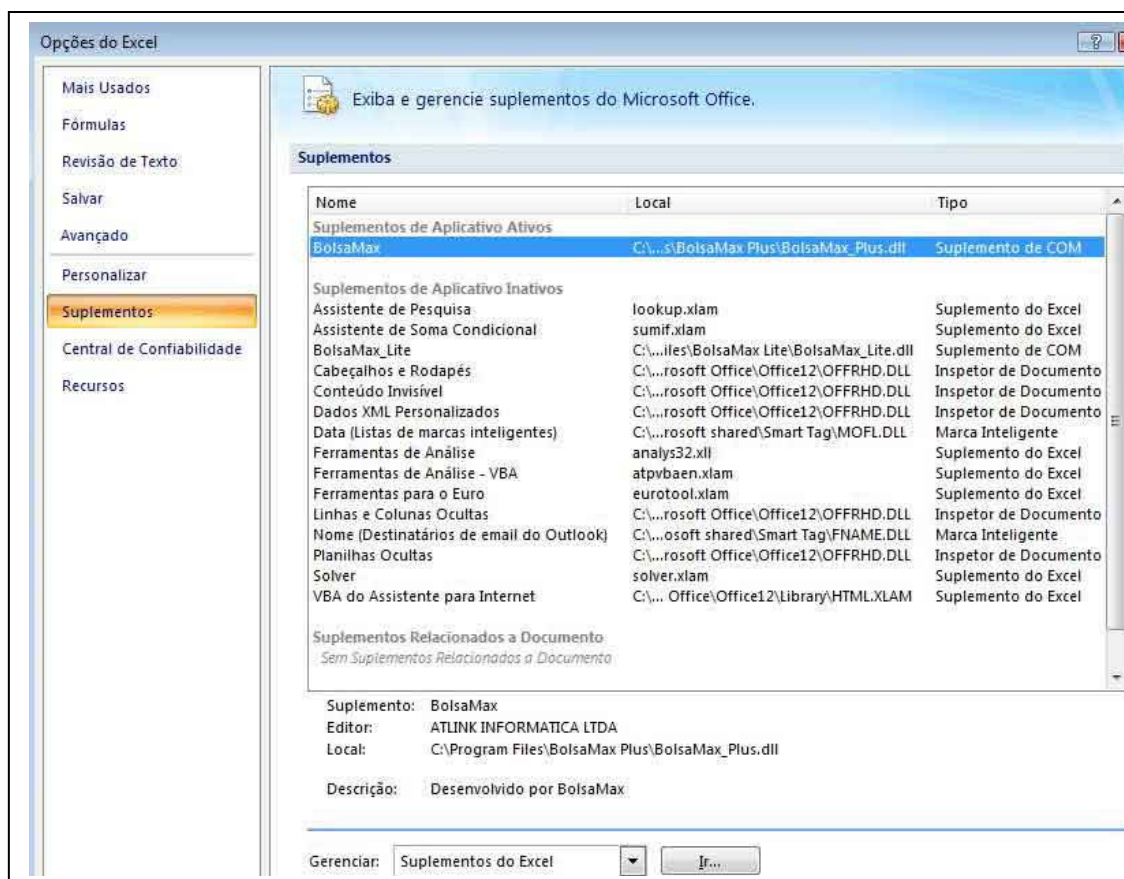 Opções do Excel
Mais Usados
Fórmulas
Revisão de Texto
Salvar
Avançado
Personalizar
Suplementos
Central de Confiabilidade
Recursos
Exiba e gerencie suplementos do Microsoft Office.
Suplementos
Nome Local Tipo
Suplementos de Aplicativo Ativos
BolsaMax C:\...s\BolsaMax Plus\BolsaMax_Plus.dll Suplemento de COM
Suplementos de Aplicativo Inativos
Assistente de Pesquisa lookup.xlam Suplemento do Excel
Assistente de Soma Condicional sumif.xlam Suplemento do Excel
BolsaMax_Lite C:\...iles\BolsaMax Lite\BolsaMax_Lite.dll Suplemento de COM
Cabeçalhos e Rodapés C:\...rosoft Office\Office12\OFFRHD.DLL Inspetor de Documento
Conteúdo Invisível C:\...rosoft Office\Office12\OFFRHD.DLL Inspetor de Documento
Dados XML Personalizados C:\...rosoft Office\Office12\OFFRHD.DLL Inspetor de Documento
Data (Listas de marcas inteligentes) C:\...rosoft shared\Smart Tag\MOFL.DLL Marca Inteligente
Ferramentas de Análise analys32.xll Suplemento do Excel
Ferramentas de Análise - VBA atpvbaen.xlam Suplemento do Excel
Ferramentas para o Euro eurotool.xlam Suplemento do Excel
Linhas e Colunas Ocultas C:\...rosoft Office\Office12\OFFRHD.DLL Inspetor de Documento
Nome (Destinatários de email do Outlook) C:\...osoft shared\Smart Tag\FNAME.DLL Marca Inteligente
Planilhas Ocultas C:\...rosoft Office\Office12\OFFRHD.DLL Inspetor de Documento
Solver solver.xlam Suplemento do Excel
VBA do Assistente para Internet C:\... Office\Office12\Library\HTML.XLAM Suplemento do Excel
Suplementos Relacionados a Documento
Sem Suplementos Relacionados a Documento
Suplemento: BolsaMax
Editor: ATLINK INFORMATICA LTDA
Local: C:\Program Files\BolsaMax Plus\BolsaMax_Plus.dll
Descrição: Desenvolvido por BolsaMax
Gerenciar: Suplementos do Excel Ir...